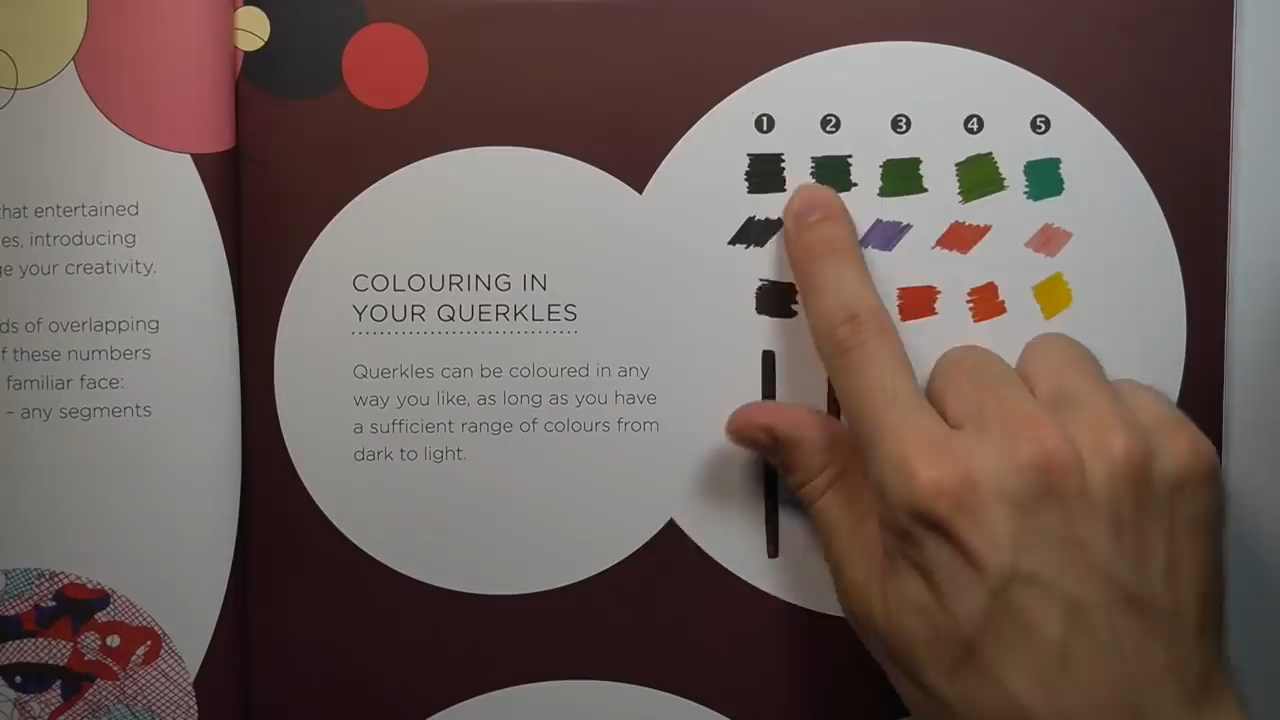 that entertained
es, introducing
ge your creativity.
ds of overlapping
f these numbers
familiar face:
– any segments
COLOURING IN
YOUR QUERKLES
Querkles can be coloured in any
way you like, as long as you have
a sufficient range of colours from
dark to light.
1 2 3 4 5